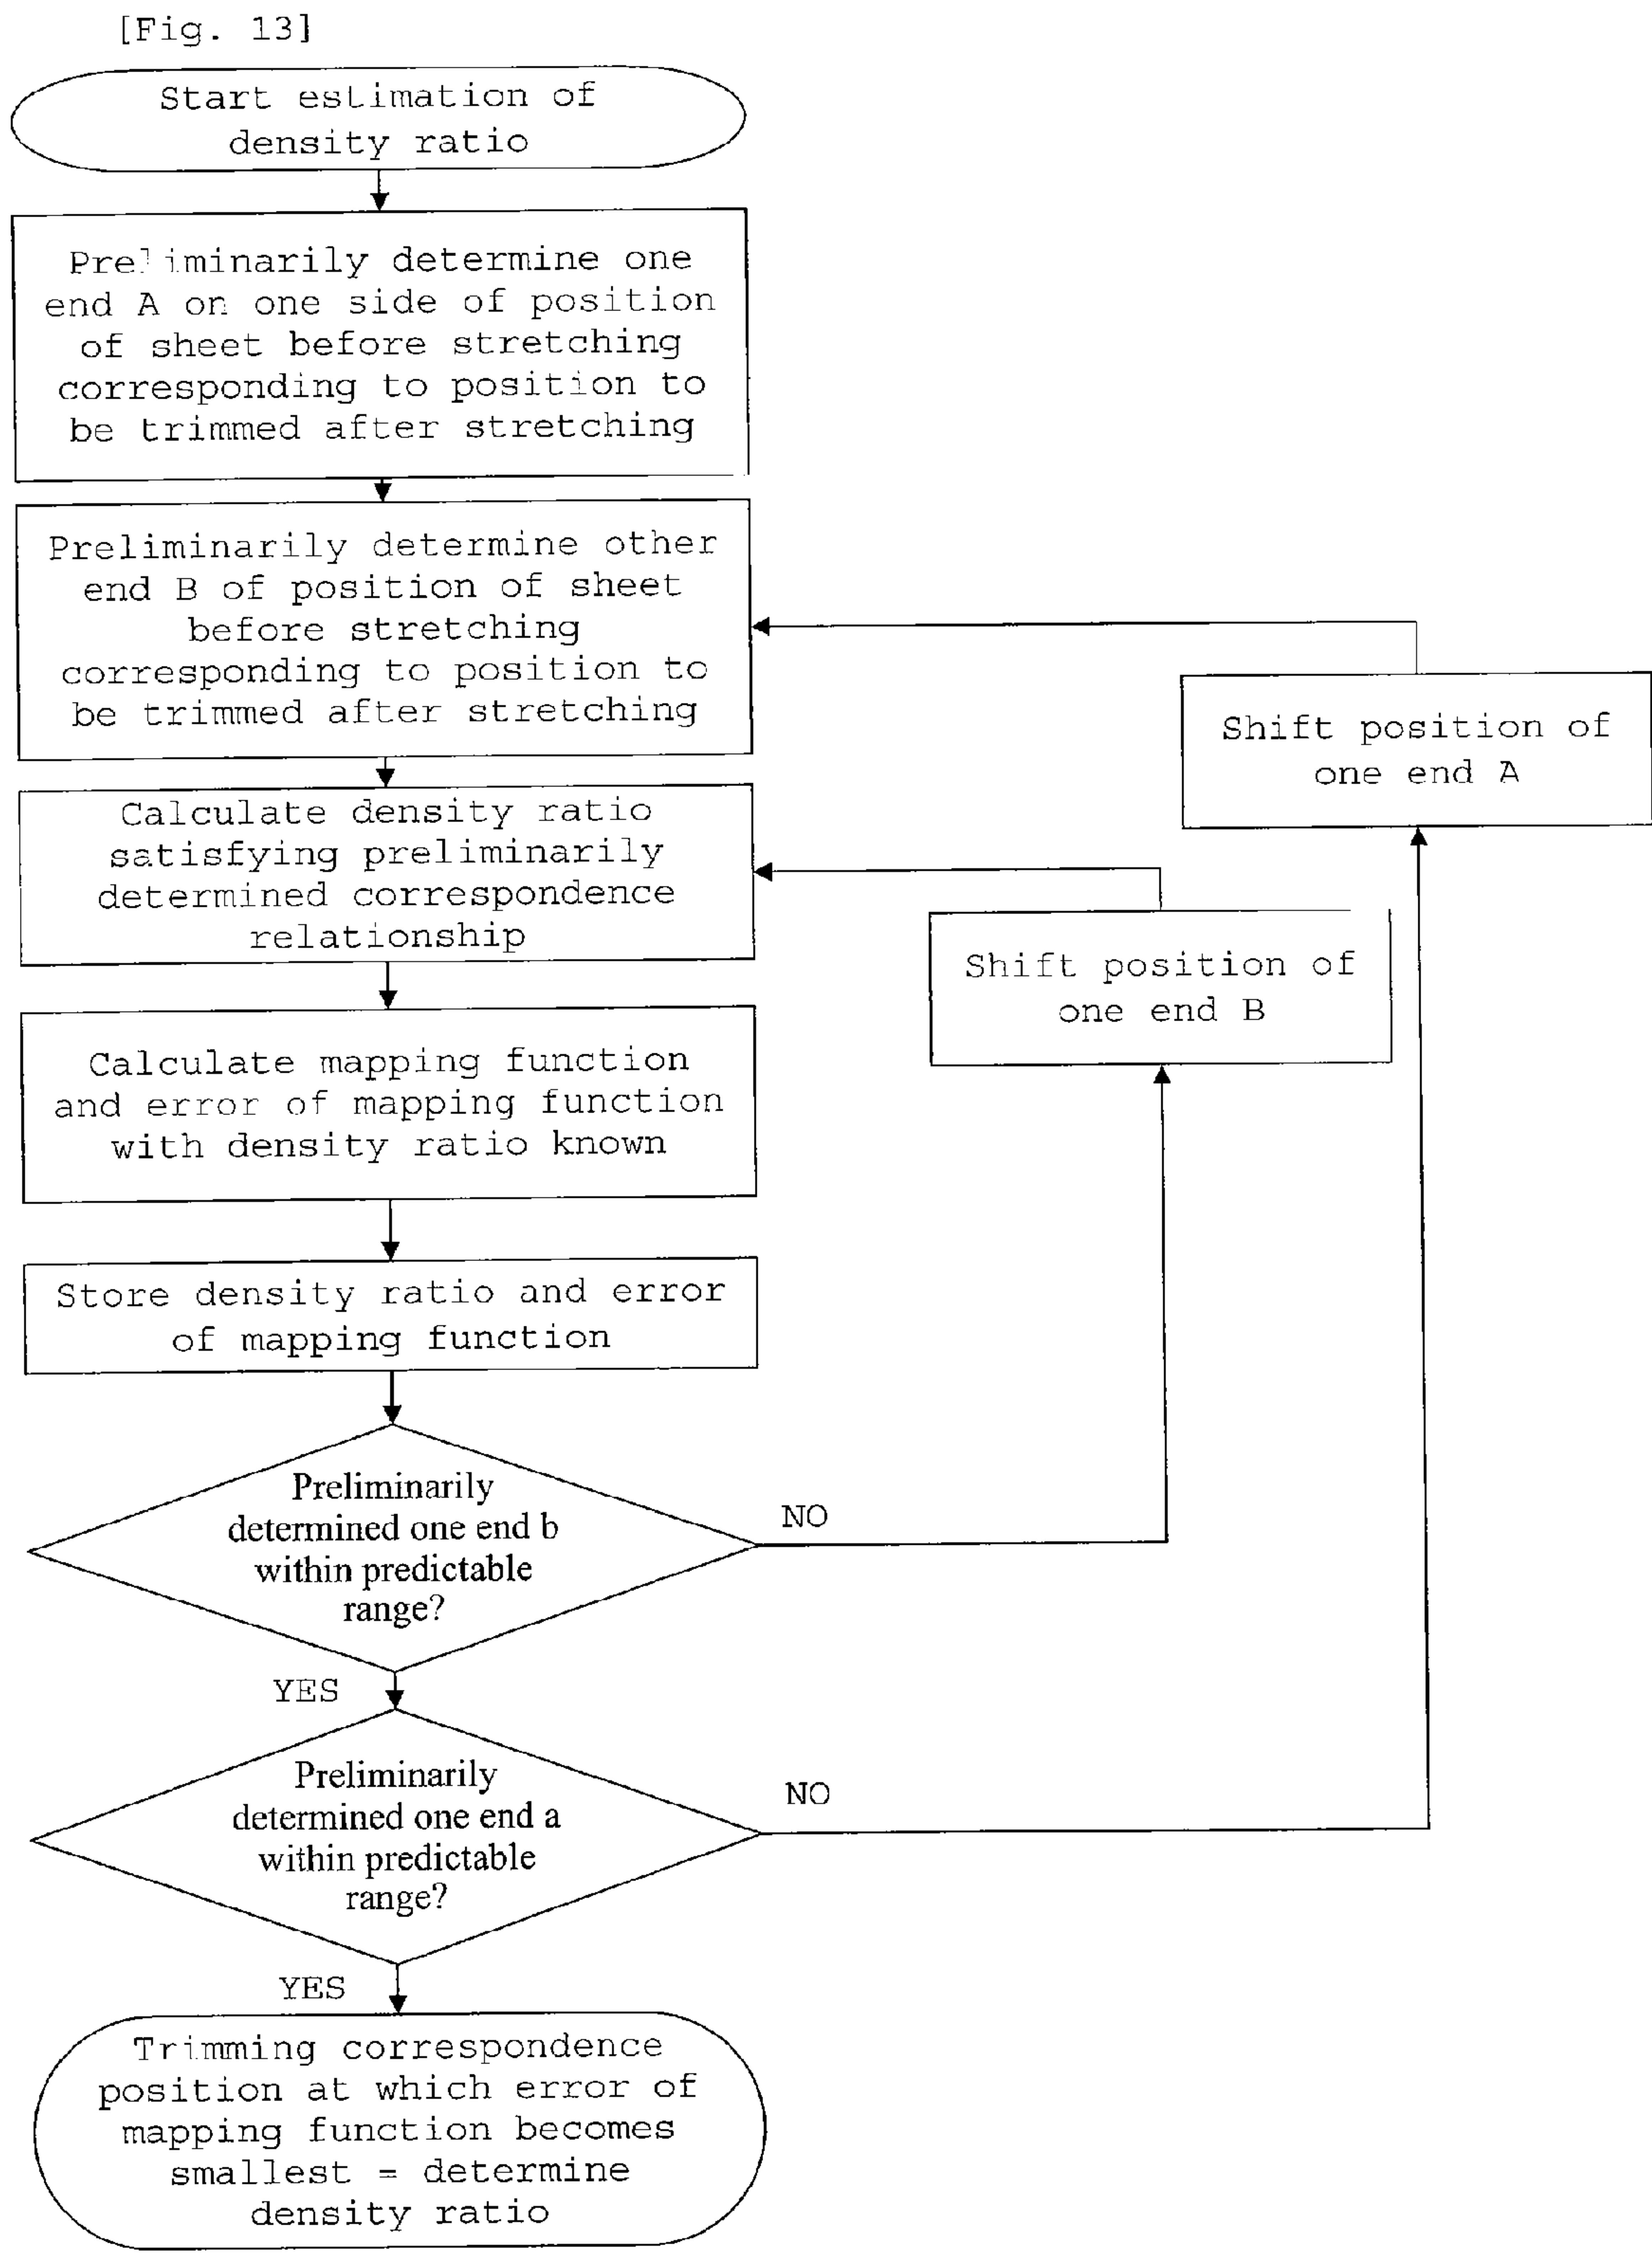 [Fig. 13]
Start estimation of
density ratio
Preliminarily determine one
end A on one side of position
of sheet before stretching
corresponding to position to
be trimmed after stretching
Preliminarily determine other
end B of position of sheet
before stretching
corresponding to position to
be trimmed after stretching
Shift position of
one end A
Calculate density ratio
satisfying preliminarily
determined correspondence
relationship
Shift position of
one end B
Calculate mapping function
and error of mapping function
with density ratio known
Store density ratio and error
of mapping function
Preliminarily
determined one end b
within predictable
range?
NO
YES
Preliminarily
determined one end a
within predictable
range?
NO
YES
Trimming correspondence
position at which error of
mapping function becomes
smallest = determine
density ratio